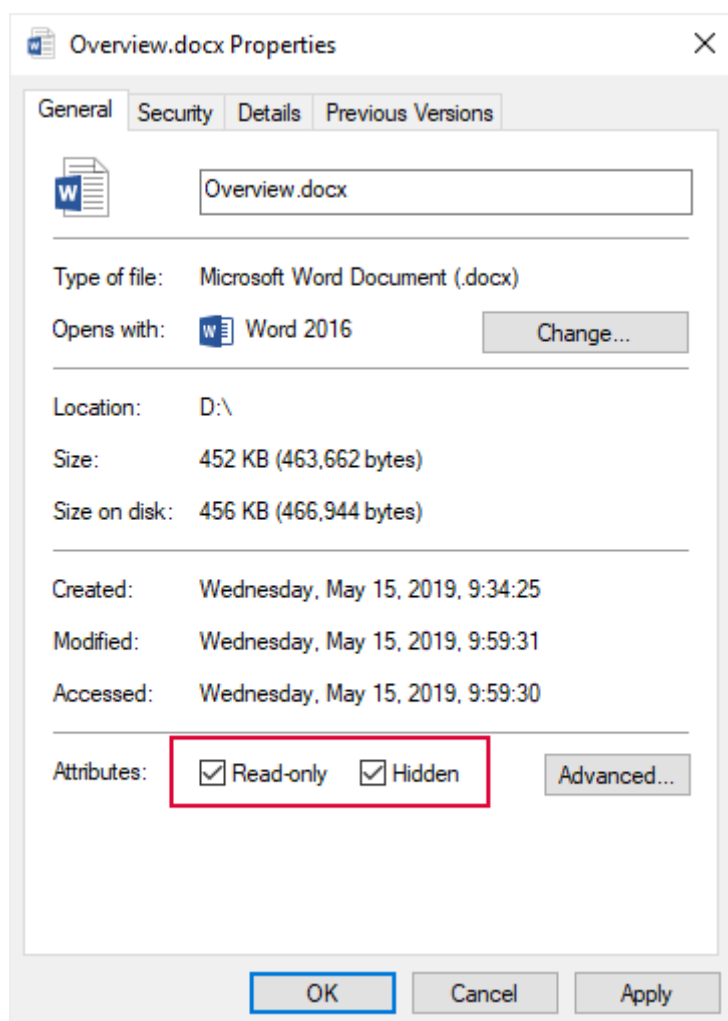 Overview.docx Properties
General Security Details Previous Versions
Overview.docx
Type of file: Microsoft Word Document (.docx)
Opens with: Word 2016 Change...
Location: D:\
Size: 452 KB (463,662 bytes)
Size on disk: 456 KB (466,944 bytes)
Created: Wednesday, May 15, 2019, 9:34:25
Modified: Wednesday, May 15, 2019, 9:59:31
Accessed: Wednesday, May 15, 2019, 9:59:30
Attributes: Read-only Hidden Advanced...
OK Cancel Apply